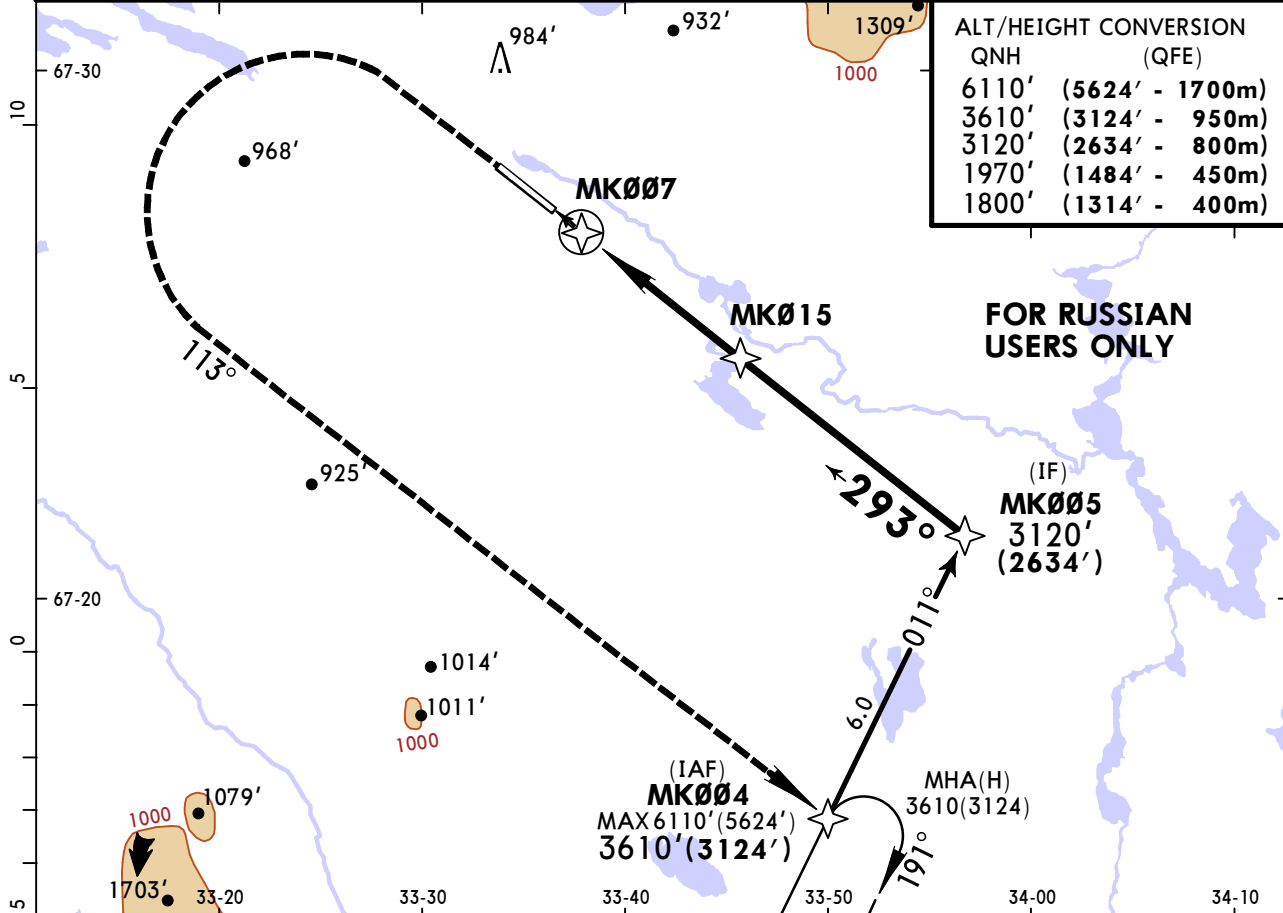 984'
932'
1309'
1000
ALT/HEIGHT CONVERSION
QNH (QFE)
6110' (5624' - 1700m)
3610' (3124' - 950m)
3120' (2634' - 800m)
1970' (1484' - 450m)
1800' (1314' - 400m)
67-30
10
968'
MKØØ7
MKØ15
FOR RUSSIAN
USERS ONLY
113°
5
925'
293°
(IF)
MKØØ5
3120'
(2634')
67-20
011°
0
1014'
1011'
1000
6.0
(IAF)
MKØØ4
MAX 6110'(5624')
3610'(3124')
MHA(H)
3610(3124)
191°
1079'
1000
1703'
5
33-20
33-30
33-40
33-50
34-00
34-10